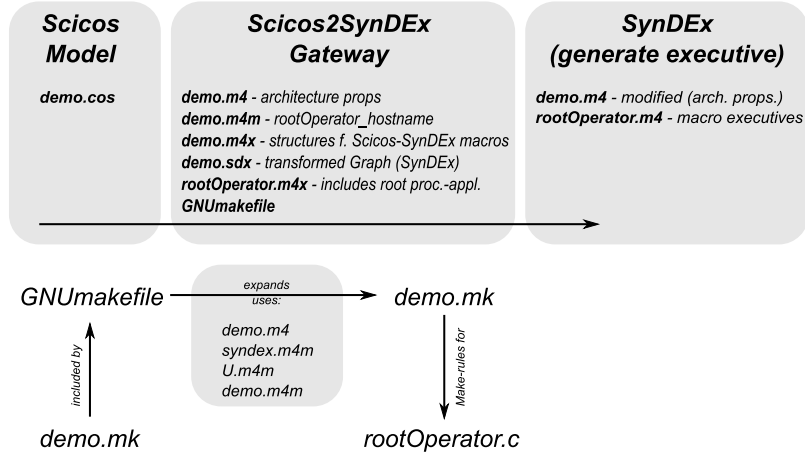 Scicos
Model
demo.cos
Scicos2SynDEx
Gateway
demo.m4 - architecture props
demo.m4m - rootOperator_hostname
demo.m4x - structures f. Scicos-SynDEx macros
demo.sdx - transformed Graph (SynDEx)
rootOperator.m4x - includes root proc.-appl.
GNUmakefile
SynDEx
(generate executive)
demo.m4 - modified (arch. props.)
rootOperator.m4 - macro executives
GNUmakefile
expands
uses:
demo.m4
syndex.m4m
U.m4m
demo.m4m
demo.mk
included by
Make-rules for
demo.mk
rootOperator.c